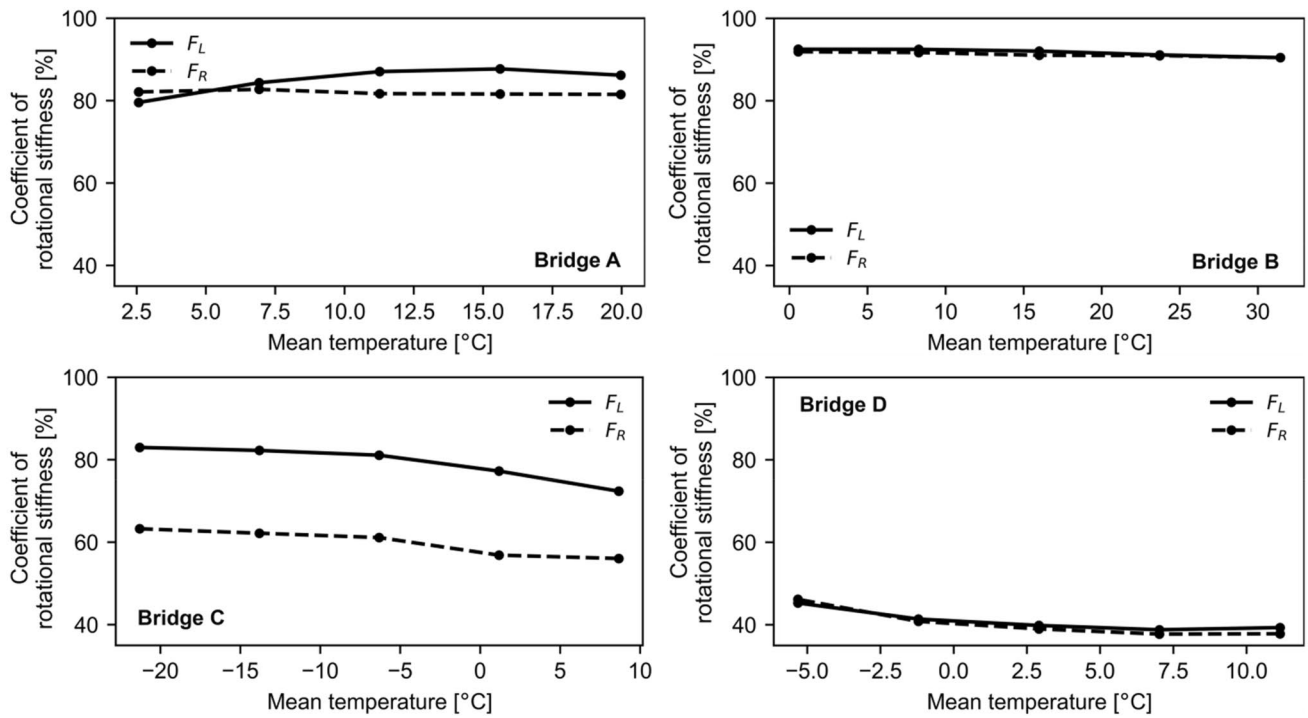 Coefficient of
rotational stiffness [%]
100
80
60
40
F_L
F_R
Bridge A
2.5 5.0 7.5 10.0 12.5 15.0 17.5 20.0
Mean temperature [°C]
Coefficient of
rotational stiffness [%]
100
80
60
40
F_L
F_R
Bridge B
0 5 10 15 20 25 30
Mean temperature [°C]
Coefficient of
rotational stiffness [%]
100
80
60
40
F_L
F_R
Bridge C
−20 −15 −10 −5 0 5 10
Mean temperature [°C]
Coefficient of
rotational stiffness [%]
100
80
60
40
Bridge D
F_L
F_R
−5.0 −2.5 0.0 2.5 5.0 7.5 10.0
Mean temperature [°C]